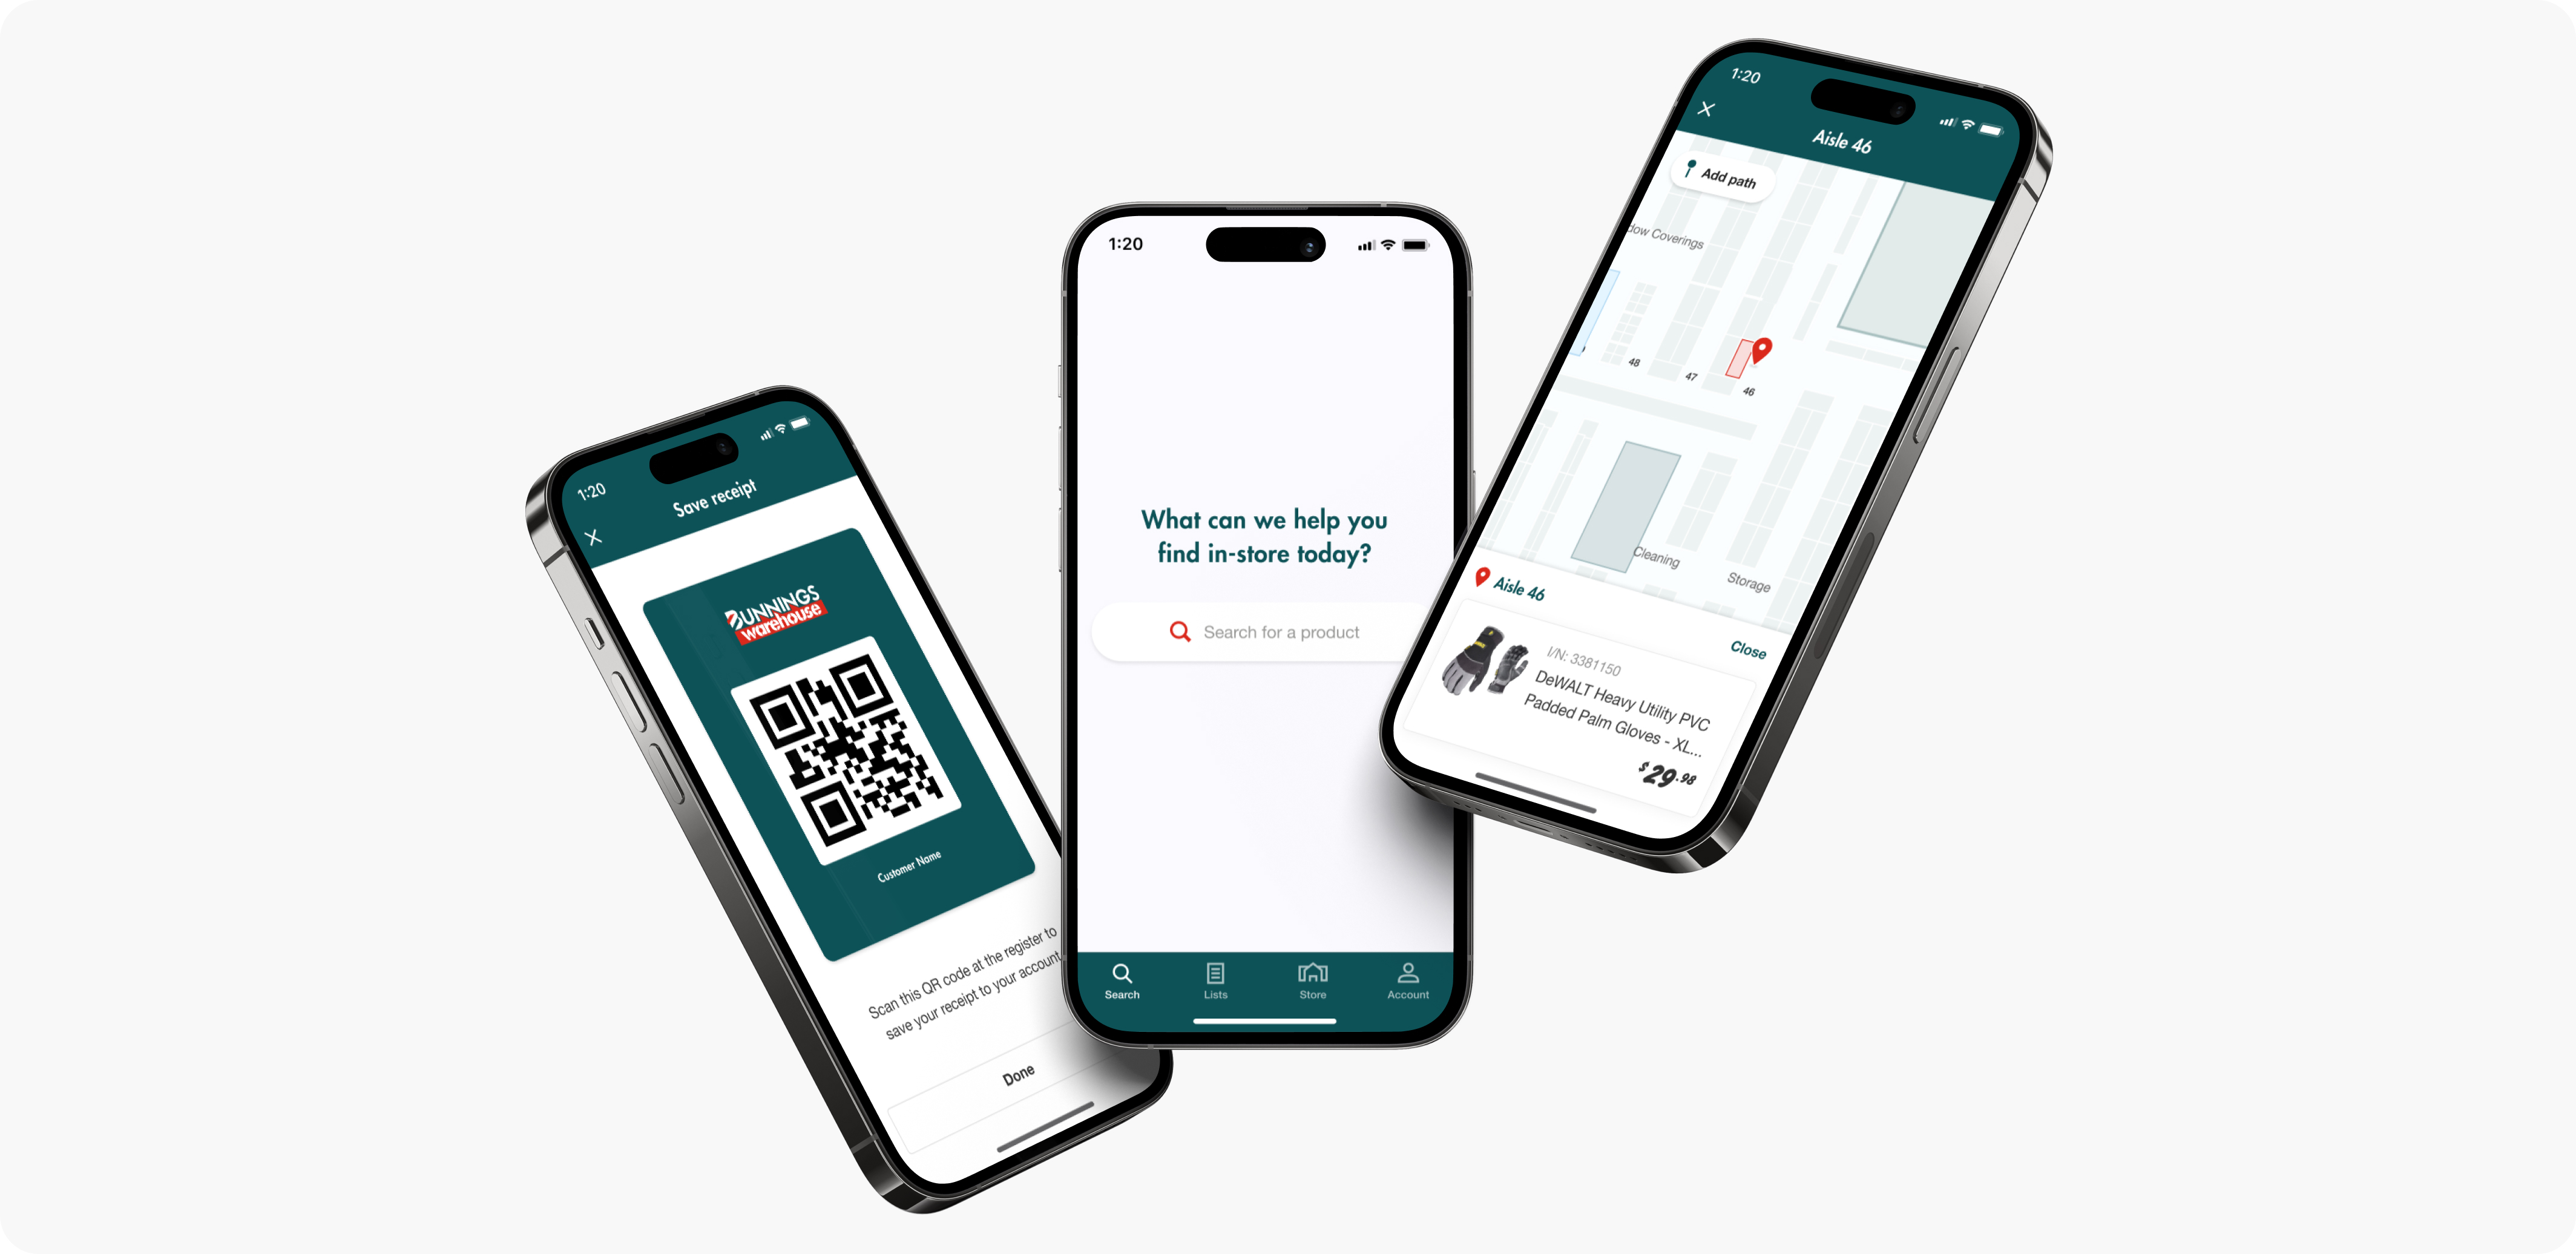 1:20
Save receipt
BUNNINGS
warehouse
Customer Name
Scan this QR code at the register to
save your receipt to your account
Done
1:20
What can we help you
find in-store today?
Search for a product
Search
Lists
Store
Account
1:20
Aisle 46
Add path
dow Coverings
48
47
46
Cleaning
Storage
Aisle 46
Close
I/N: 3381150
DeWALT Heavy Utility PVC
Padded Palm Gloves - XL...
$29.98